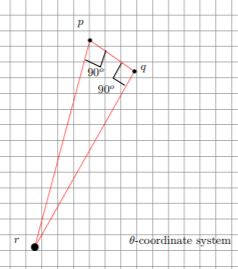 p
q
90°
90°
r
θ-coordinate system